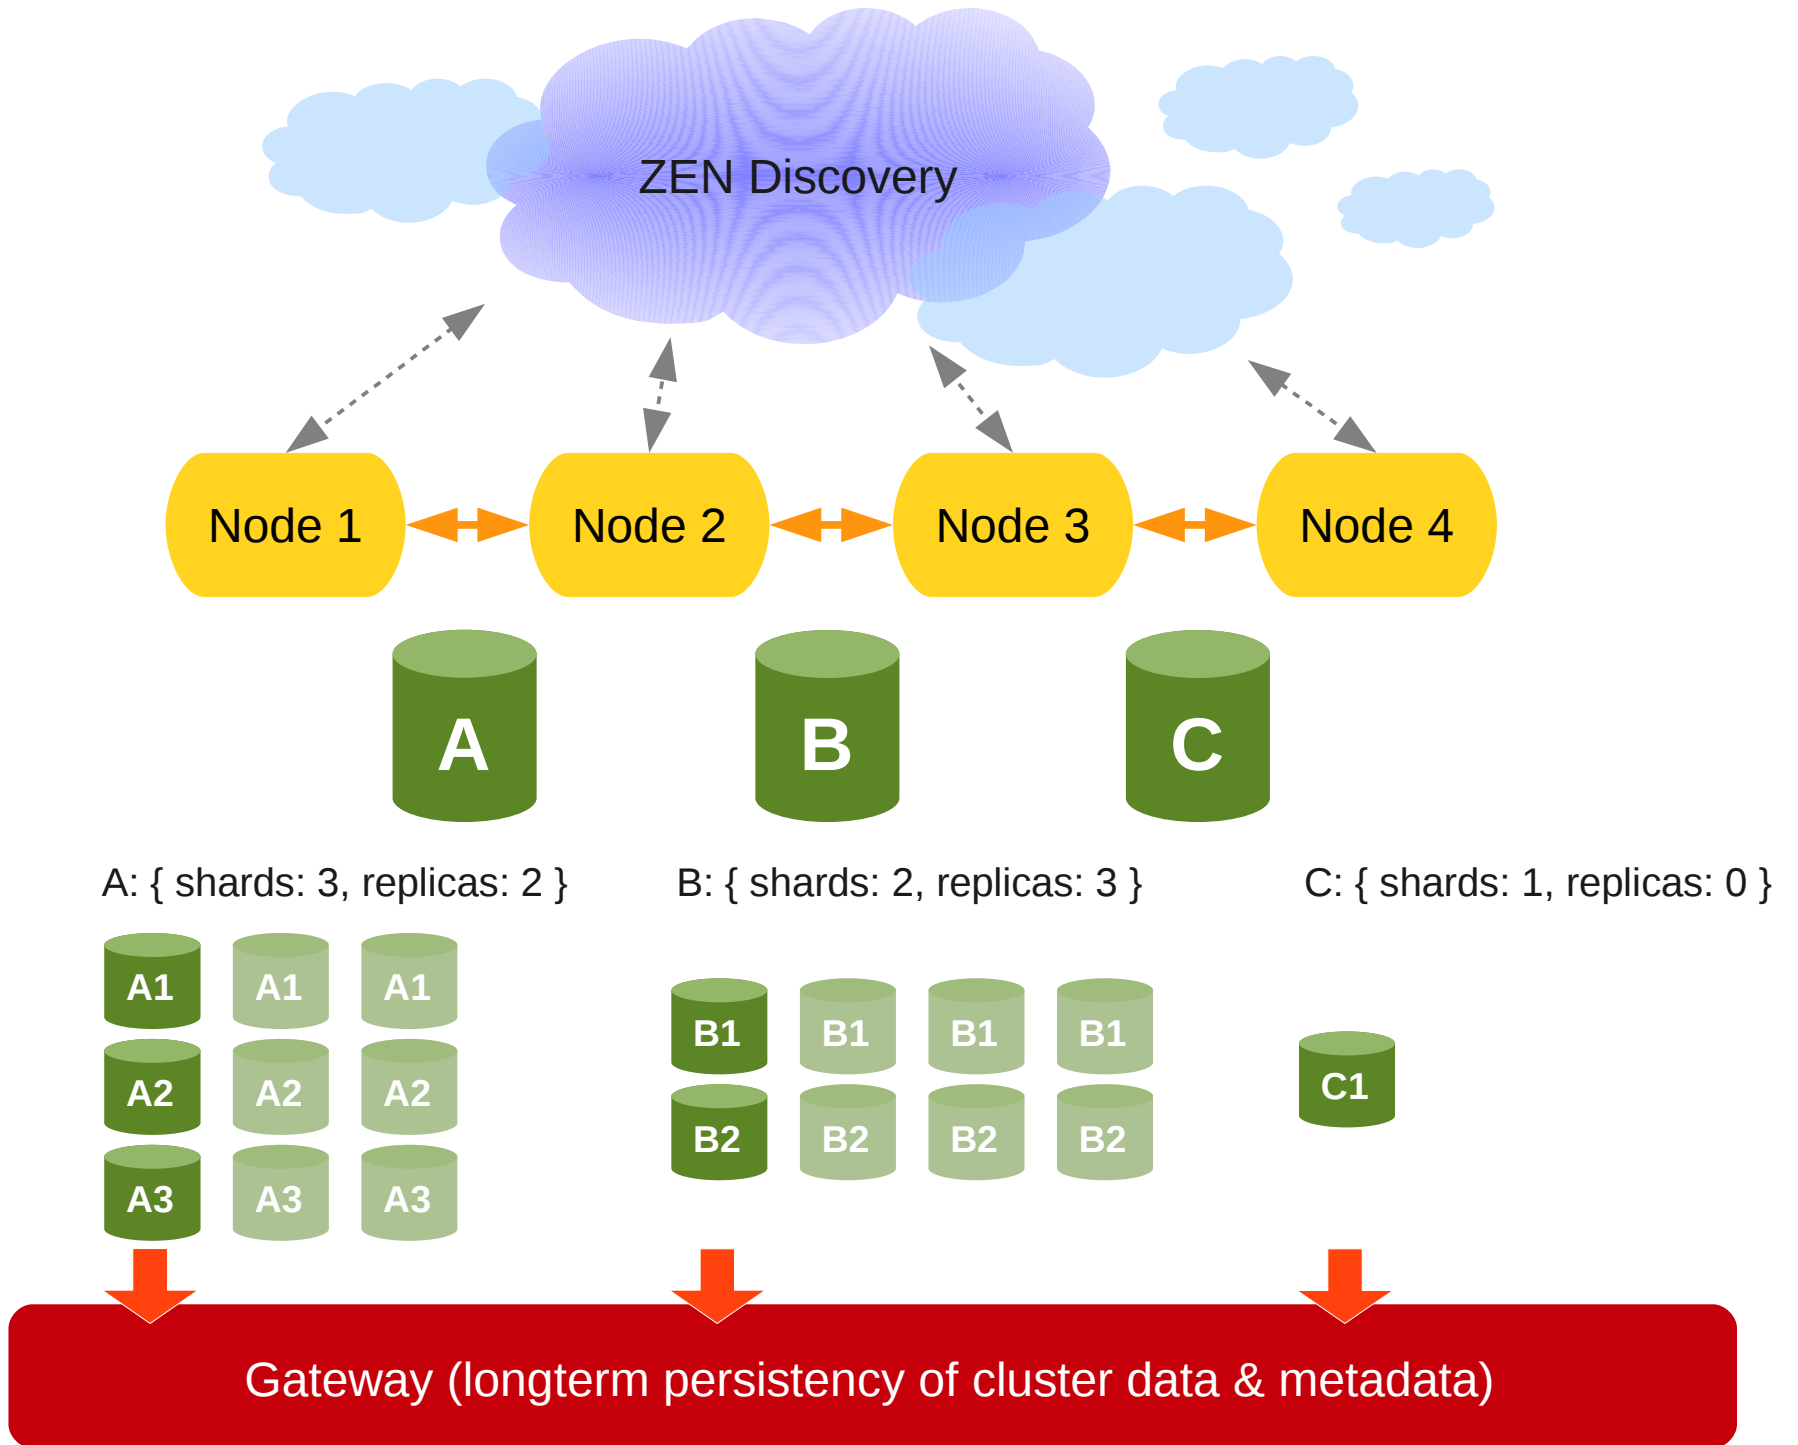 ZEN Discovery
Node 1
Node 2
Node 3
Node 4
A
B
C
A: { shards: 3, replicas: 2 }
B: { shards: 2, replicas: 3 }
C: { shards: 1, replicas: 0 }
A1 A1 A1
A2 A2 A2
A3 A3 A3
B1 B1 B1 B1
B2 B2 B2 B2
C1
Gateway (longterm persistency of cluster data & metadata)